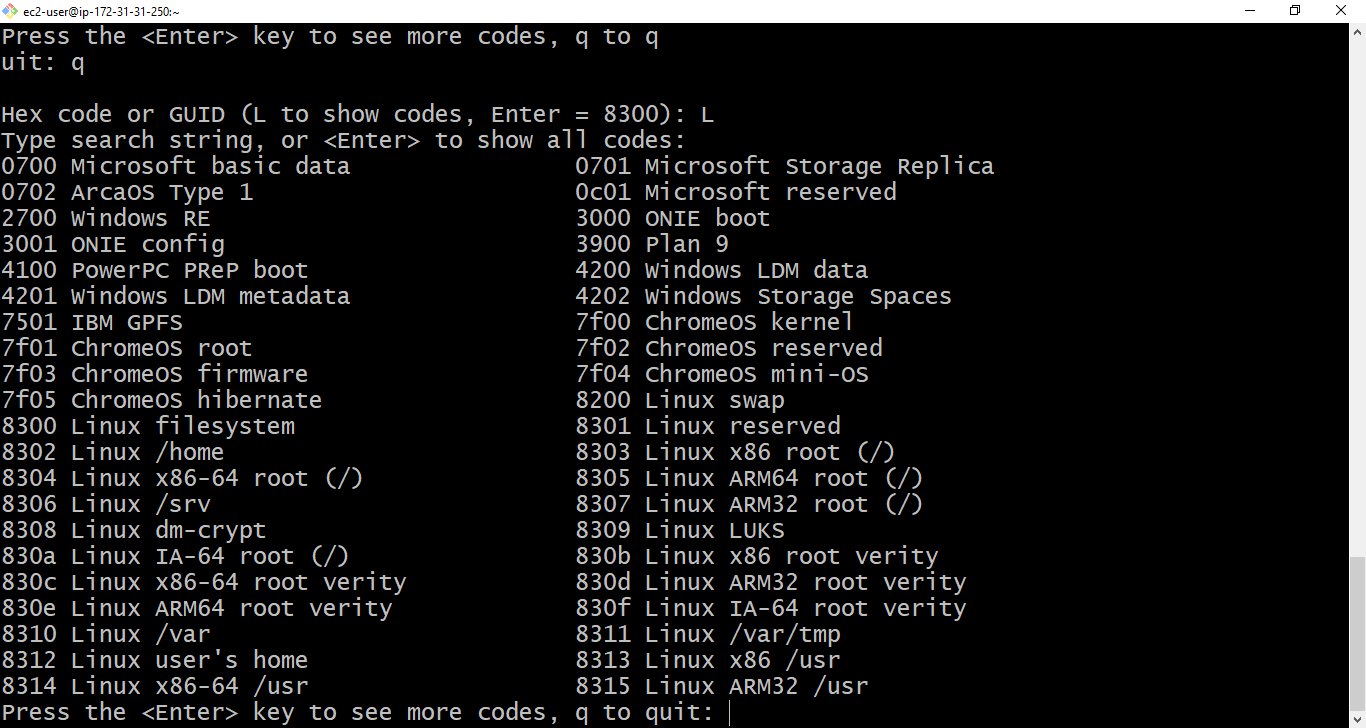 ec2-user@ip-172-31-31-250:~
Press the <Enter> key to see more codes, q to q
uit: q
Hex code or GUID (L to show codes, Enter = 8300): L
Type search string, or <Enter> to show all codes:
0700 Microsoft basic data 0701 Microsoft Storage Replica
0702 ArcaOS Type 1 0c01 Microsoft reserved
2700 Windows RE 3000 ONIE boot
3001 ONIE config 3900 Plan 9
4100 PowerPC PReP boot 4200 Windows LDM data
4201 Windows LDM metadata 4202 Windows Storage Spaces
7501 IBM GPFS 7f00 ChromeOS kernel
7f01 ChromeOS root 7f02 ChromeOS reserved
7f03 ChromeOS firmware 7f04 ChromeOS mini-OS
7f05 ChromeOS hibernate 8200 Linux swap
8300 Linux filesystem 8301 Linux reserved
8302 Linux /home 8303 Linux x86 root (/)
8304 Linux x86-64 root (/) 8305 Linux ARM64 root (/)
8306 Linux /srv 8307 Linux ARM32 root (/)
8308 Linux dm-crypt 8309 Linux LUKS
830a Linux IA-64 root (/) 830b Linux x86 root verity
830c Linux x86-64 root verity 830d Linux ARM32 root verity
830e Linux ARM64 root verity 830f Linux IA-64 root verity
8310 Linux /var 8311 Linux /var/tmp
8312 Linux user's home 8313 Linux x86 /usr
8314 Linux x86-64 /usr 8315 Linux ARM32 /usr
Press the <Enter> key to see more codes, q to quit: